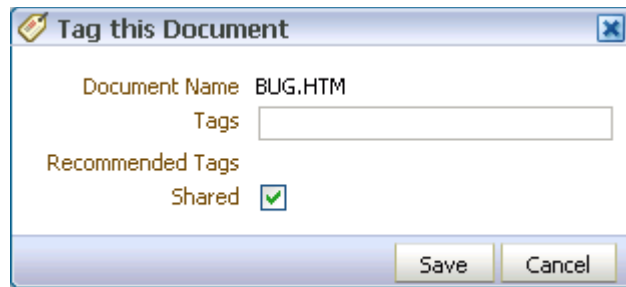 Tag this Document
Document Name BUG.HTM
Tags
Recommended Tags
Shared
Save Cancel